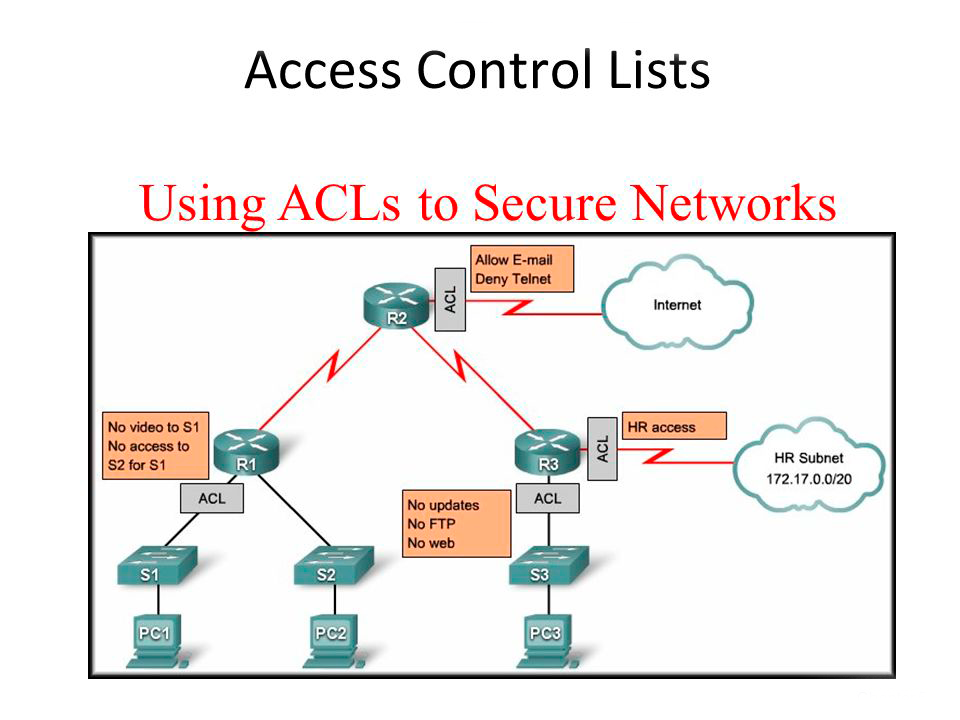 Access Control Lists
Using ACLs to Secure Networks
Allow E-mail
Deny Telnet
ACL
Internet
R2
No video to S1
No access to
S2 for S1
R1
ACL
HR access
ACL
R3
HR Subnet
172.17.0.0/20
No updates
No FTP
No web
ACL
S1
S2
S3
PC1
PC2
PC3